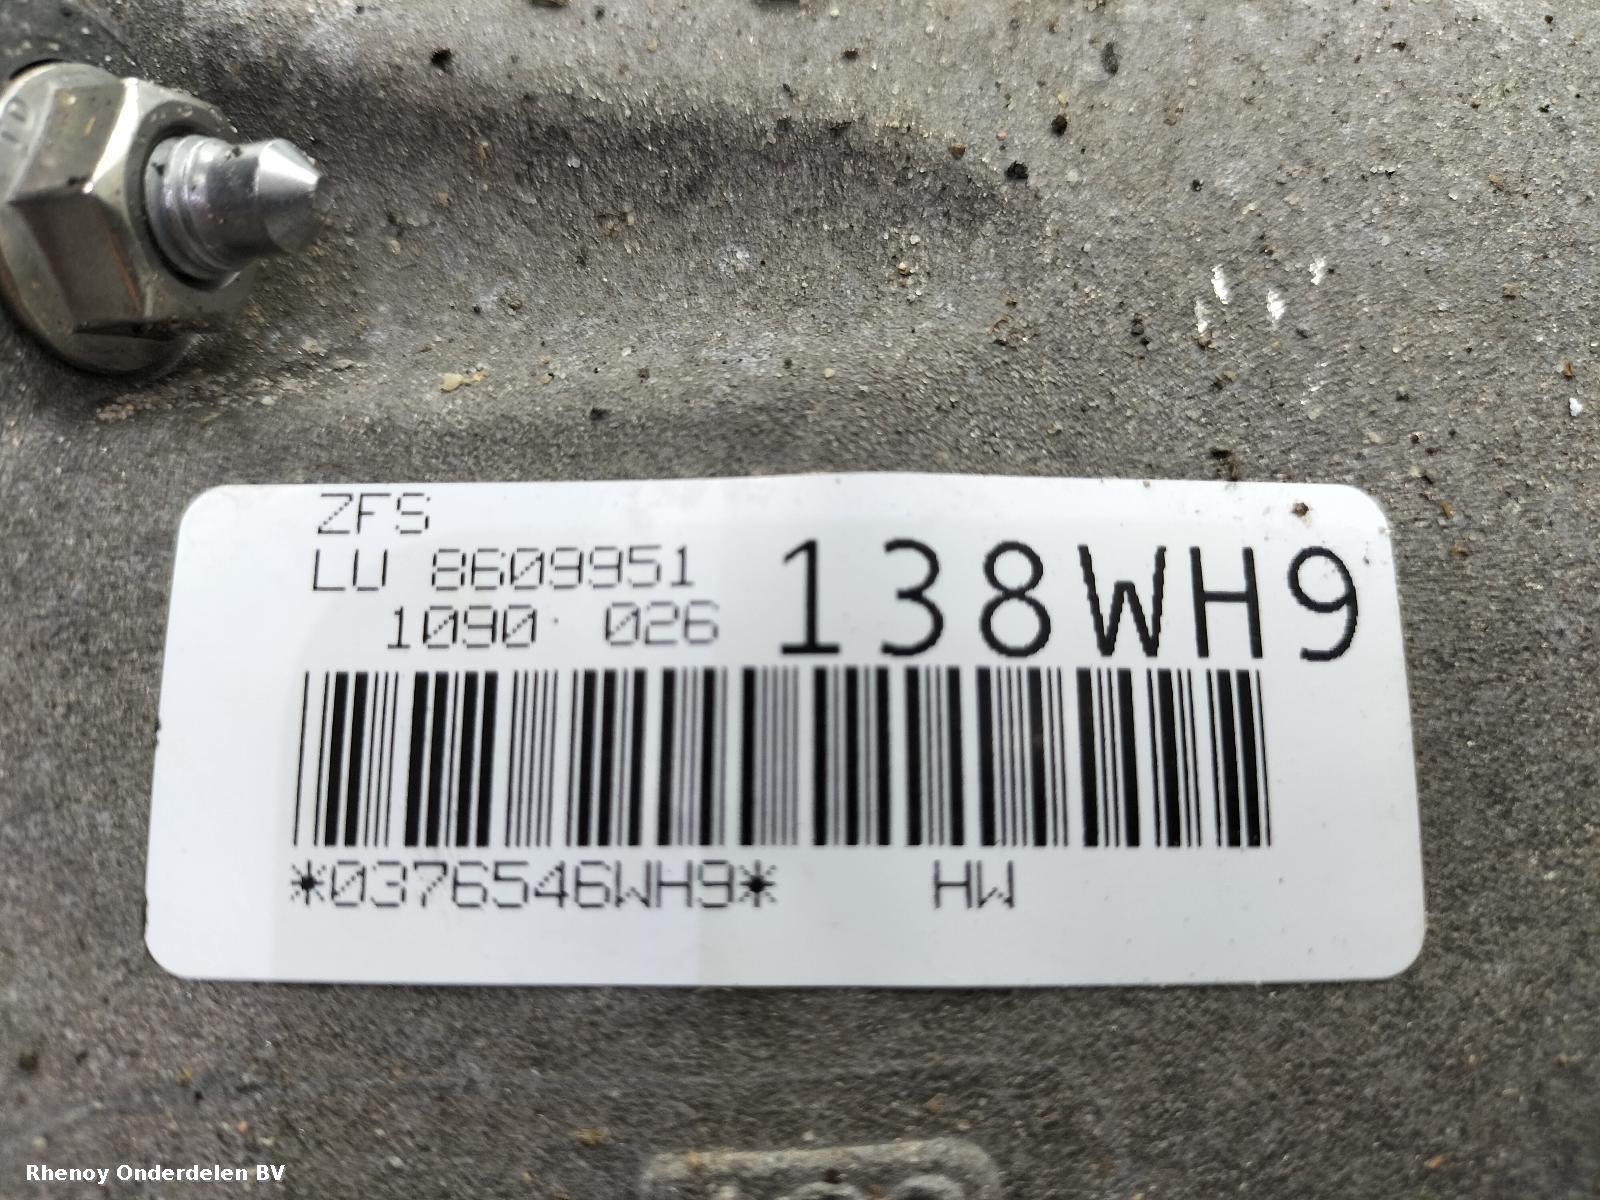 ZFS
LU 8609951
1090 026
138WH9
*0376546WH9* HW
Rhenoy Onderdelen BV